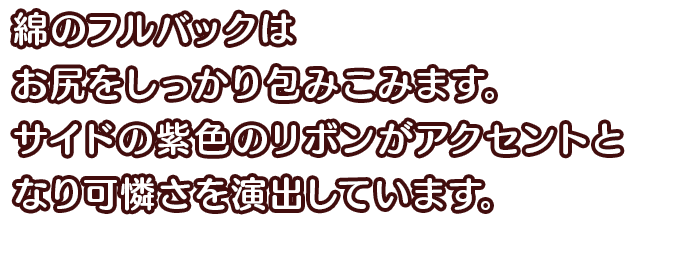 綿のフルバックは
お尻をしっかり包みこみます。
サイドの紫色のリボンがアクセントと
なり可憐さを演出しています。